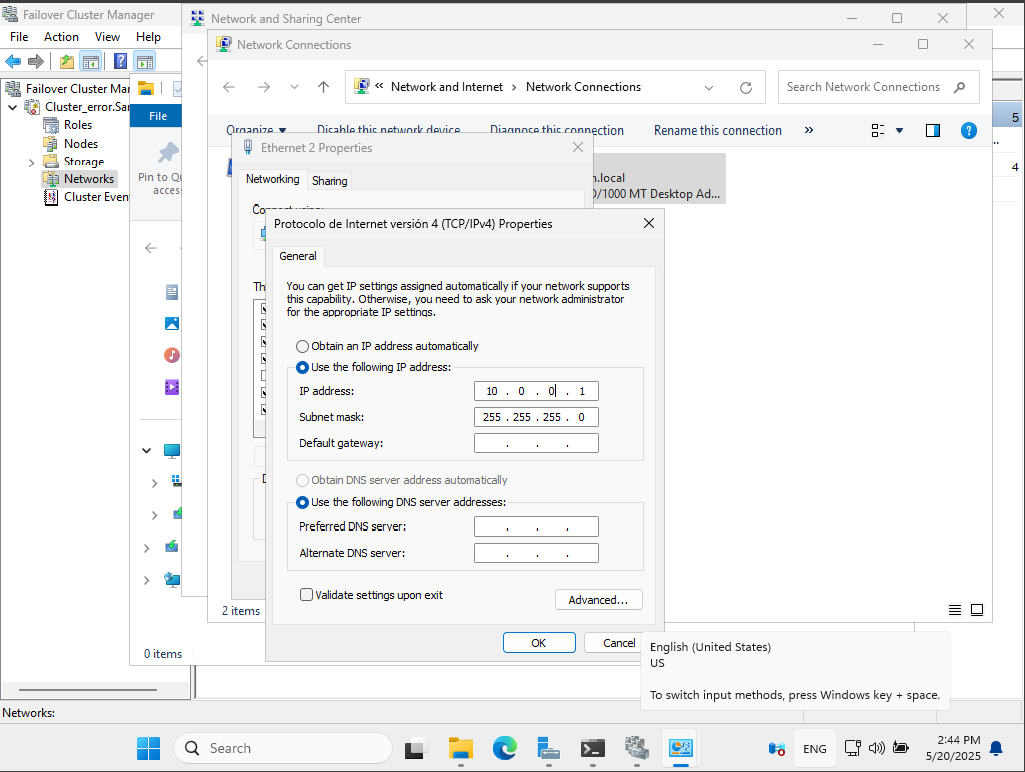 Failover Cluster Manager
File Action View Help
Failover Cluster Mar
Cluster_error.Sar
Roles
Nodes
Storage
Networks
Cluster Even
Networks:
File
Pin to Qu
access
0 items
Network and Sharing Center
Network Connections
« Network and Internet > Network Connections
Search Network Connections
Organize Disable this network device Diagnose this connection Rename this connection »
5
4
n.local
0/1000 MT Desktop Ad...
2 items
Ethernet 2 Properties
Networking Sharing
Connect using:
Th
Protocolo de Internet versión 4 (TCP/IPv4) Properties
General
You can get IP settings assigned automatically if your network supports
this capability. Otherwise, you need to ask your network administrator
for the appropriate IP settings.
Obtain an IP address automatically
Use the following IP address:
IP address: 10 . 0 . 0 . 1
Subnet mask: 255 . 255 . 255 . 0
Default gateway: . . .
Obtain DNS server address automatically
Use the following DNS server addresses:
Preferred DNS server: . . .
Alternate DNS server: . . .
Validate settings upon exit
Advanced...
OK Cancel
English (United States)
US
To switch input methods, press Windows key + space.
Search
ENG
2:44 PM
5/20/2025